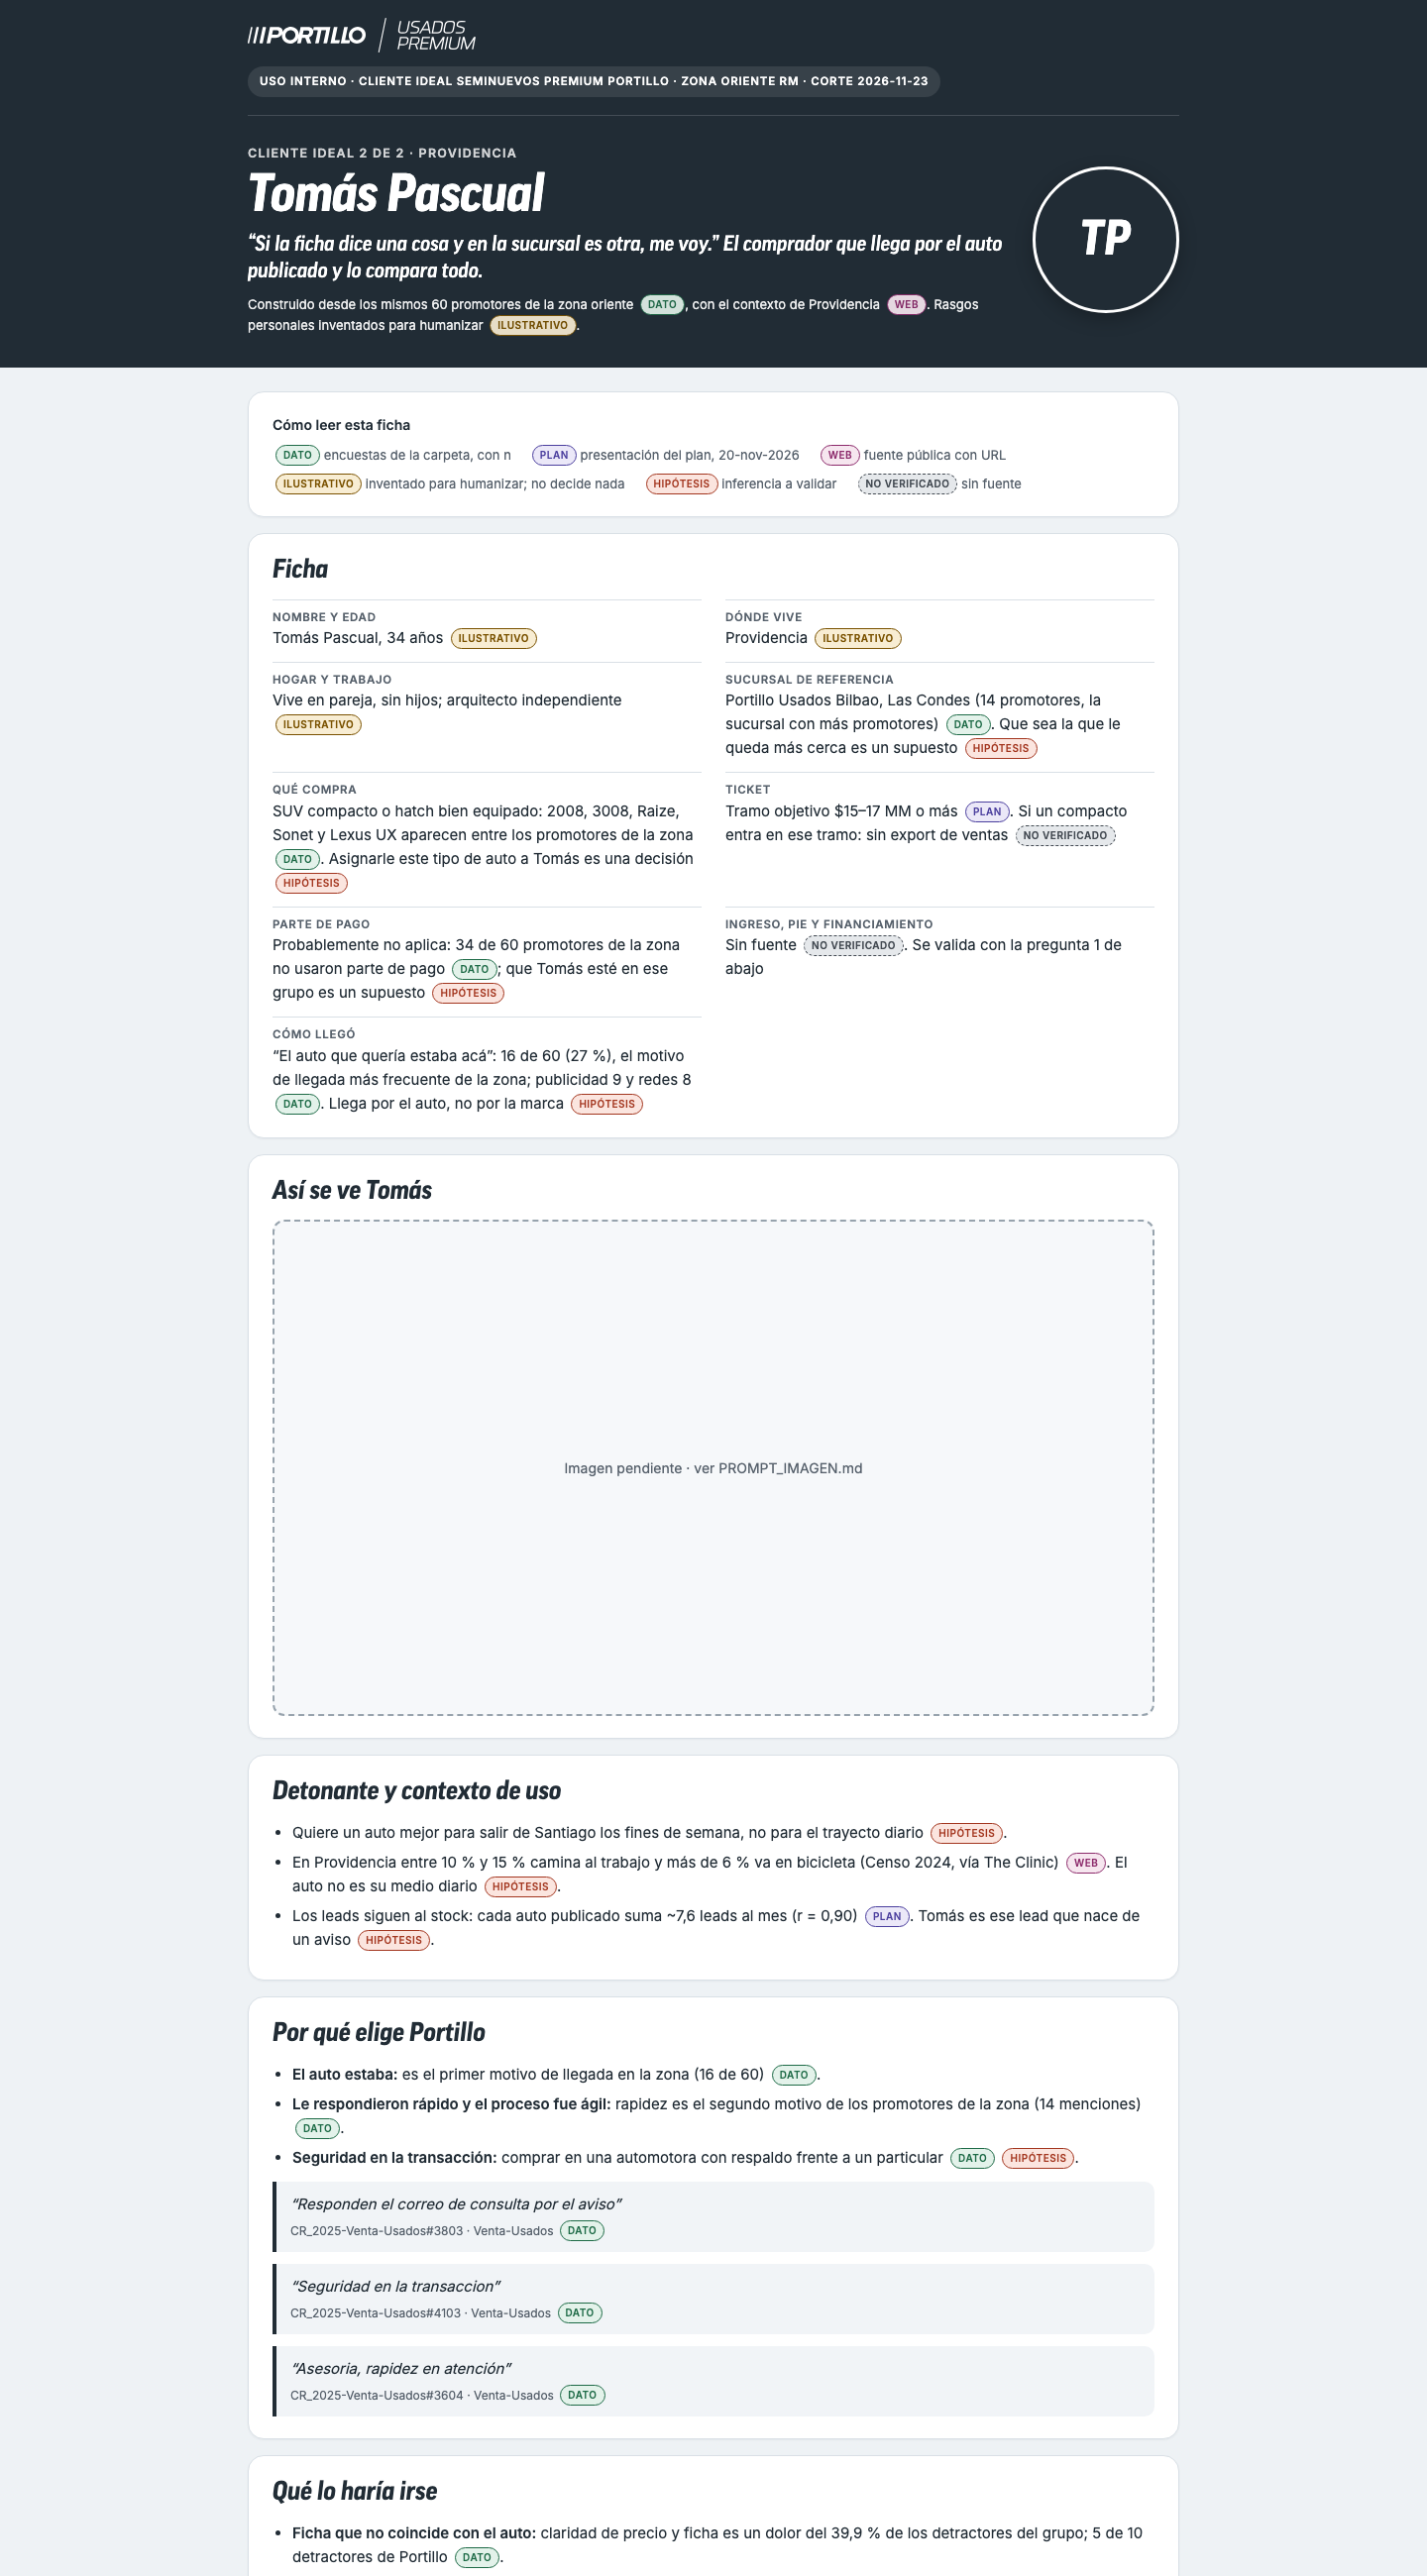 PORTILLO
USADOS
PREMIUM
USO INTERNO · CLIENTE IDEAL SEMINUEVOS PREMIUM PORTILLO · ZONA ORIENTE RM · CORTE 2026-11-23
CLIENTE IDEAL 2 DE 2 · PROVIDENCIA
Tomás Pascual
“Si la ficha dice una cosa y en la sucursal es otra, me voy.” El comprador que llega por el auto
publicado y lo compara todo.
Construido desde los mismos 60 promotores de la zona oriente DATO, con el contexto de Providencia WEB. Rasgos
personales inventados para humanizar ILUSTRATIVO.
TP
Cómo leer esta ficha
DATO encuestas de la carpeta, con n PLAN presentación del plan, 20-nov-2026 WEB fuente pública con URL
ILUSTRATIVO inventado para humanizar; no decide nada HIPÓTESIS inferencia a validar NO VERIFICADO sin fuente
Ficha
NOMBRE Y EDAD
Tomás Pascual, 34 años ILUSTRATIVO
DÓNDE VIVE
Providencia ILUSTRATIVO
HOGAR Y TRABAJO
Vive en pareja, sin hijos; arquitecto independiente
ILUSTRATIVO
SUCURSAL DE REFERENCIA
Portillo Usados Bilbao, Las Condes (14 promotores, la
sucursal con más promotores) DATO. Que sea la que le
queda más cerca es un supuesto HIPÓTESIS
QUÉ COMPRA
SUV compacto o hatch bien equipado: 2008, 3008, Raize,
Sonet y Lexus UX aparecen entre los promotores de la zona
DATO. Asignarle este tipo de auto a Tomás es una decisión
HIPÓTESIS
TICKET
Tramo objetivo $15–17 MM o más PLAN. Si un compacto
entra en ese tramo: sin export de ventas NO VERIFICADO
PARTE DE PAGO
Probablemente no aplica: 34 de 60 promotores de la zona
no usaron parte de pago DATO; que Tomás esté en ese
grupo es un supuesto HIPÓTESIS
INGRESO, PIE Y FINANCIAMIENTO
Sin fuente NO VERIFICADO. Se valida con la pregunta 1 de
abajo
CÓMO LLEGÓ
“El auto que quería estaba acá”: 16 de 60 (27 %), el motivo
de llegada más frecuente de la zona; publicidad 9 y redes 8
DATO. Llega por el auto, no por la marca HIPÓTESIS
Así se ve Tomás
Imagen pendiente · ver PROMPT_IMAGEN.md
Detonante y contexto de uso
• Quiere un auto mejor para salir de Santiago los fines de semana, no para el trayecto diario HIPÓTESIS.
• En Providencia entre 10 % y 15 % camina al trabajo y más de 6 % va en bicicleta (Censo 2024, vía The Clinic) WEB. El
auto no es su medio diario HIPÓTESIS.
• Los leads siguen al stock: cada auto publicado suma ~7,6 leads al mes (r = 0,90) PLAN. Tomás es ese lead que nace de
un aviso HIPÓTESIS.
Por qué elige Portillo
• El auto estaba: es el primer motivo de llegada en la zona (16 de 60) DATO.
• Le respondieron rápido y el proceso fue ágil: rapidez es el segundo motivo de los promotores de la zona (14 menciones)
DATO.
• Seguridad en la transacción: comprar en una automotora con respaldo frente a un particular DATO HIPÓTESIS.
“Responden el correo de consulta por el aviso”
CR_2025-Venta-Usados#3803 · Venta-Usados DATO
“Seguridad en la transaccion”
CR_2025-Venta-Usados#4103 · Venta-Usados DATO
“Asesoria, rapidez en atención”
CR_2025-Venta-Usados#3604 · Venta-Usados DATO
Qué lo haría irse
• Ficha que no coincide con el auto: claridad de precio y ficha es un dolor del 39,9 % de los detractores del grupo; 5 de 10
detractores de Portillo DATO.